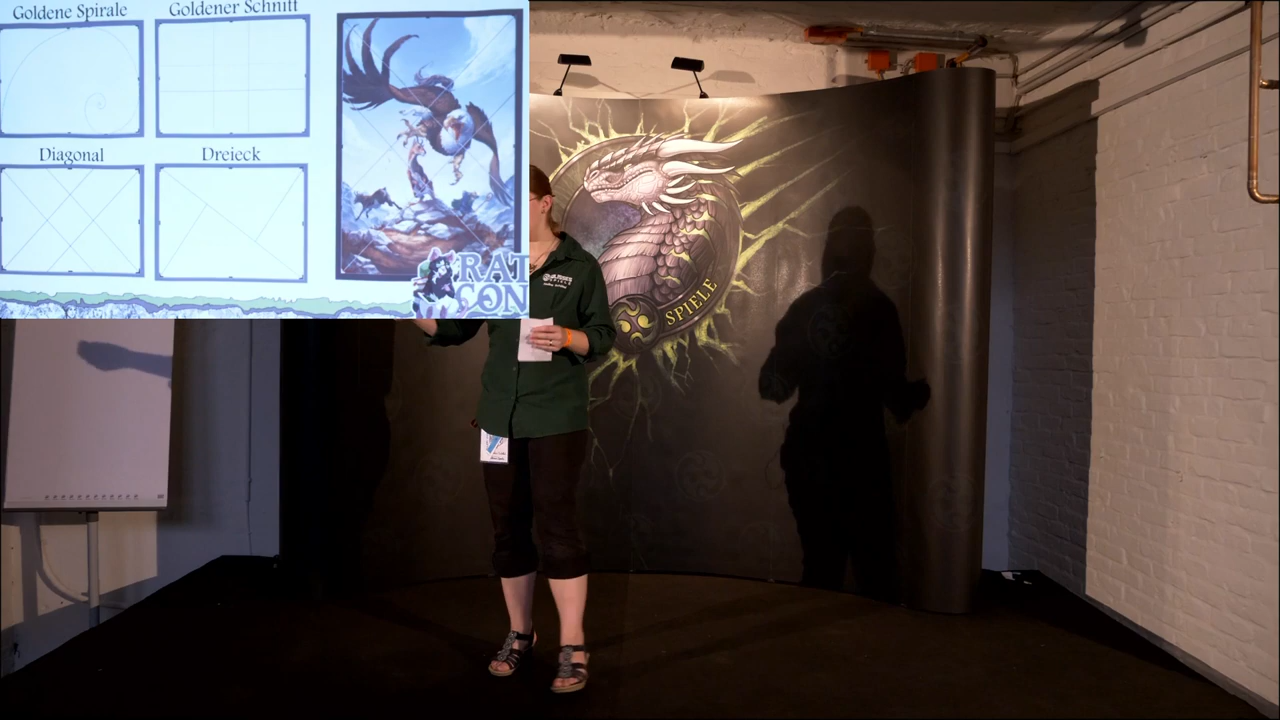 Goldene Spirale
Goldener Schnitt
Diagonal
Dreieck
RAT
CON
SPIELE